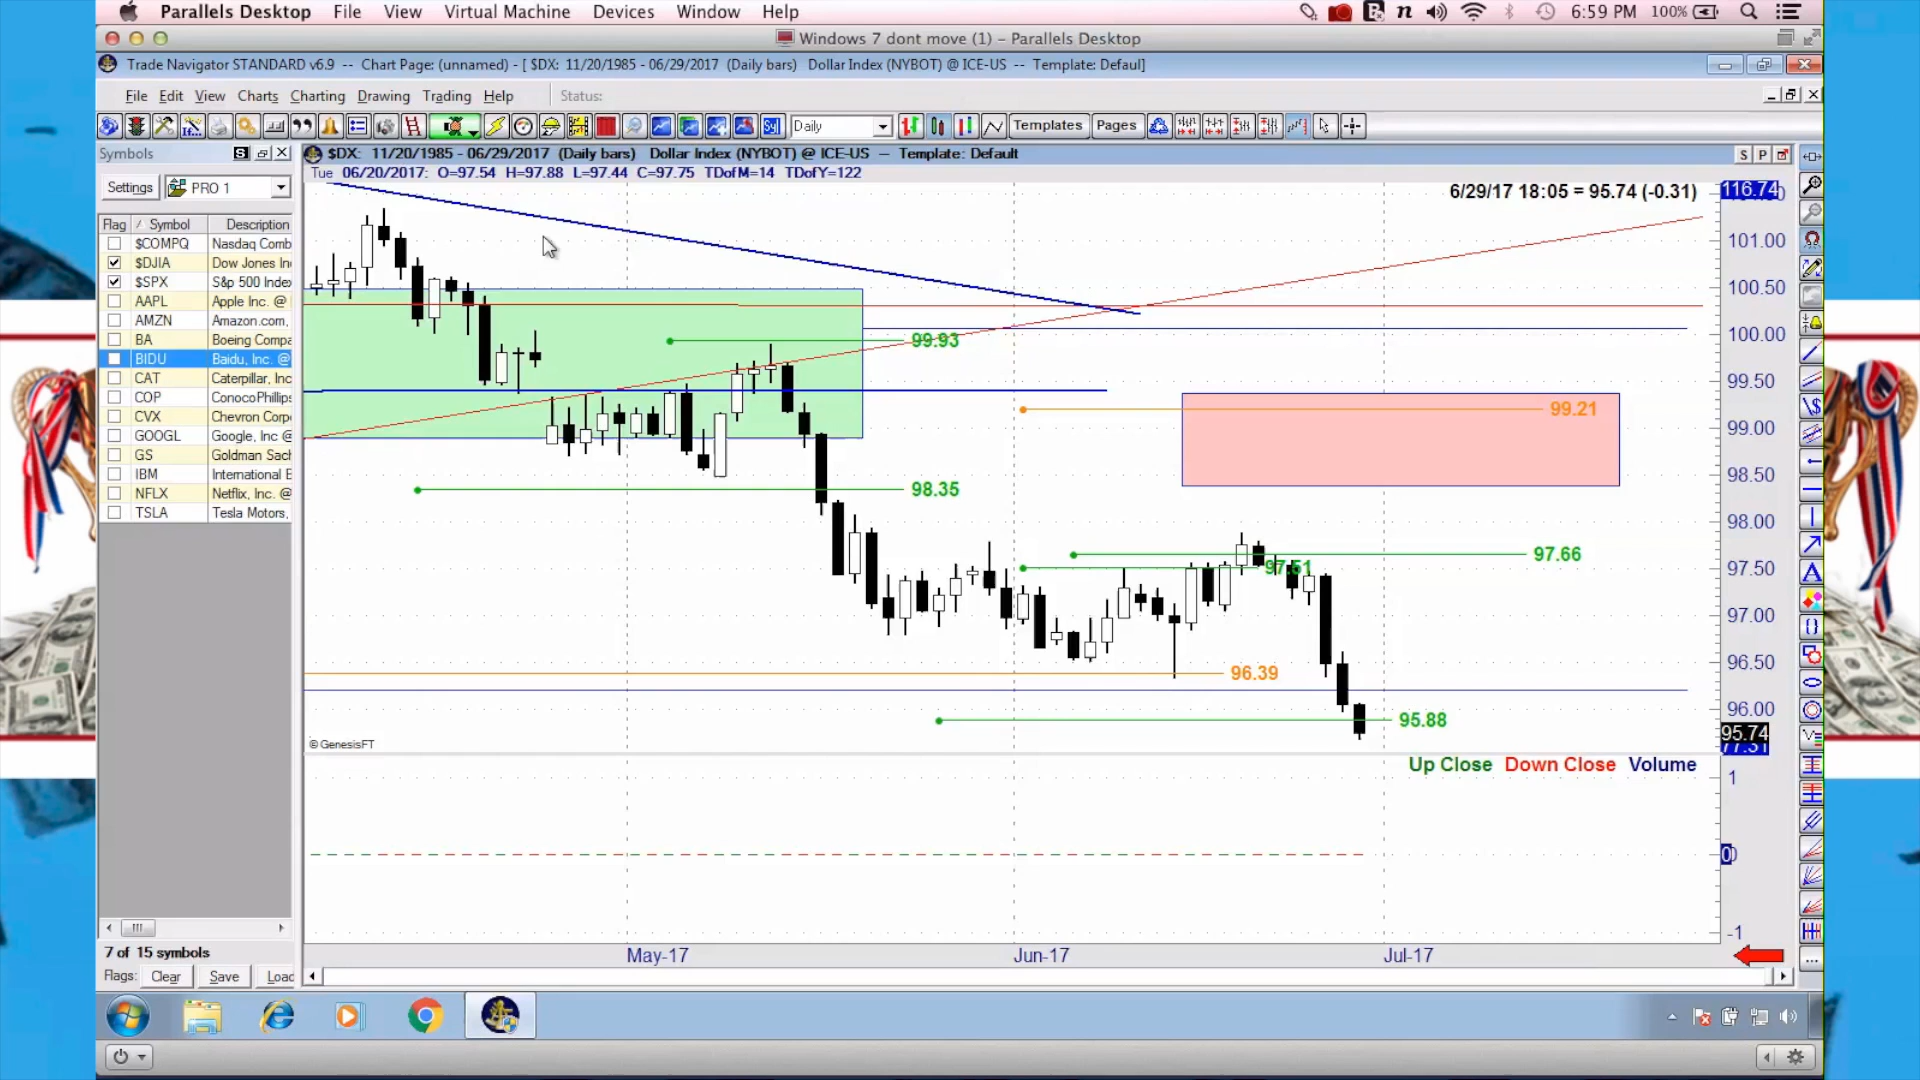 Parallels Desktop File View Virtual Machine Devices Window Help 6:59 PM 100%
Windows 7 dont move (1) – Parallels Desktop
Trade Navigator STANDARD v6.9 -- Chart Page: (unnamed) - [ $DX: 11/20/1985 - 06/29/2017 (Daily bars) Dollar Index (NYBOT) @ ICE-US -- Template: Defaul]
File Edit View Charts Charting Drawing Trading Help Status:
If... Sy Daily Templates Pages
Symbols S
$DX: 11/20/1985 - 06/29/2017 (Daily bars) Dollar Index (NYBOT) @ ICE-US – Template: Default S P
Tue 06/20/2017: O=97.54 H=97.88 L=97.44 C=97.75 TDofM=14 TDofY=122
Settings PRO 1
6/29/17 18:05 = 95.74 (-0.31)
116.74
Flag Symbol Description
$COMPQ Nasdaq Comb
$DJIA Dow Jones In
$SPX S&p 500 Index
AAPL Apple Inc. @
AMZN Amazon.com,
BA Boeing Compa
BIDU Baidu, Inc. @
CAT Caterpillar, Inc
COP ConocoPhillips
CVX Chevron Corp
GOOGL Google, Inc @
GS Goldman Sach
IBM International B
NFLX Netflix, Inc. @
TSLA Tesla Motors,
101.00
100.50
100.00
99.93
99.50
99.21
99.00
98.50
98.35
98.00
97.66
97.51
97.50
97.00
96.50
96.39
96.00
95.88
95.74
77.31
© GenesisFT
Up Close Down Close Volume
1
0
-1
May-17 Jun-17 Jul-17
7 of 15 symbols
Flags: Clear Save Load